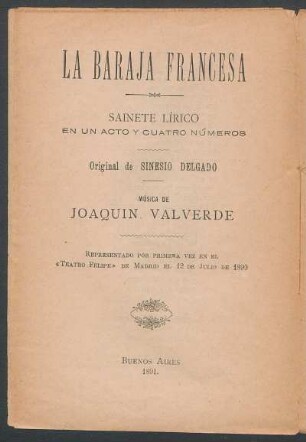 LA BARAJA FRANCESA
SAINETE LÍRICO
EN UN ACTO Y CUATRO NÚMEROS
Original de SINESIO DELGADO
MÚSICA DE
JOAQUIN VALVERDE
REPRESENTADO POR PRIMERA VEZ EN EL
«TEATRO FELIPE» DE MADRID EL 12 DE JULIO DE 1890
BUENOS AIRES
1891.